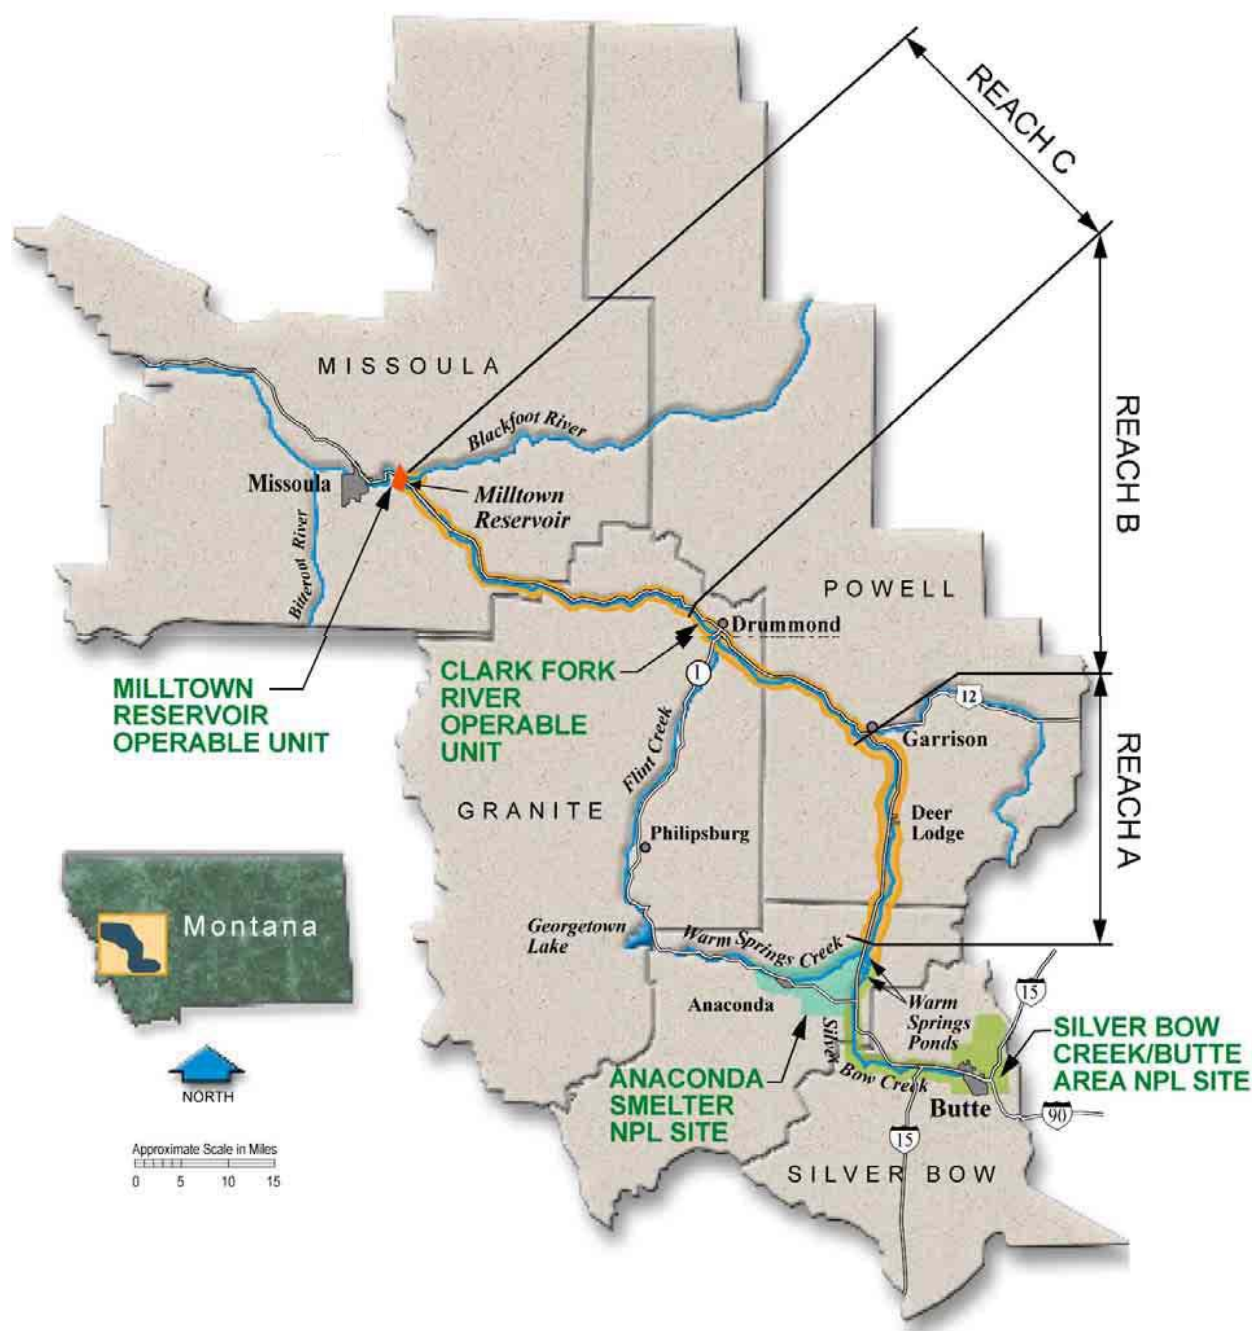 REACH C
MISSOULA
Blackfoot River
REACH B
Missoula
Milltown
Reservoir
Bitteroot River
POWELL
Drummond
MILLTOWN
RESERVOIR
OPERABLE UNIT
CLARK FORK
RIVER
OPERABLE
UNIT
1
12
Garrison
Flint Creek
GRANITE
REACH A
Deer
Lodge
Philipsburg
Montana
Georgetown
Lake
Warm Springs Creek
Anaconda
Silver
Bow Creek
Warm
Springs
Ponds
15
SILVER BOW
CREEK/BUTTE
AREA NPL SITE
ANACONDA
SMELTER
NPL SITE
Butte
90
15
SILVER BOW
NORTH
Approximate Scale in Miles
0 5 10 15